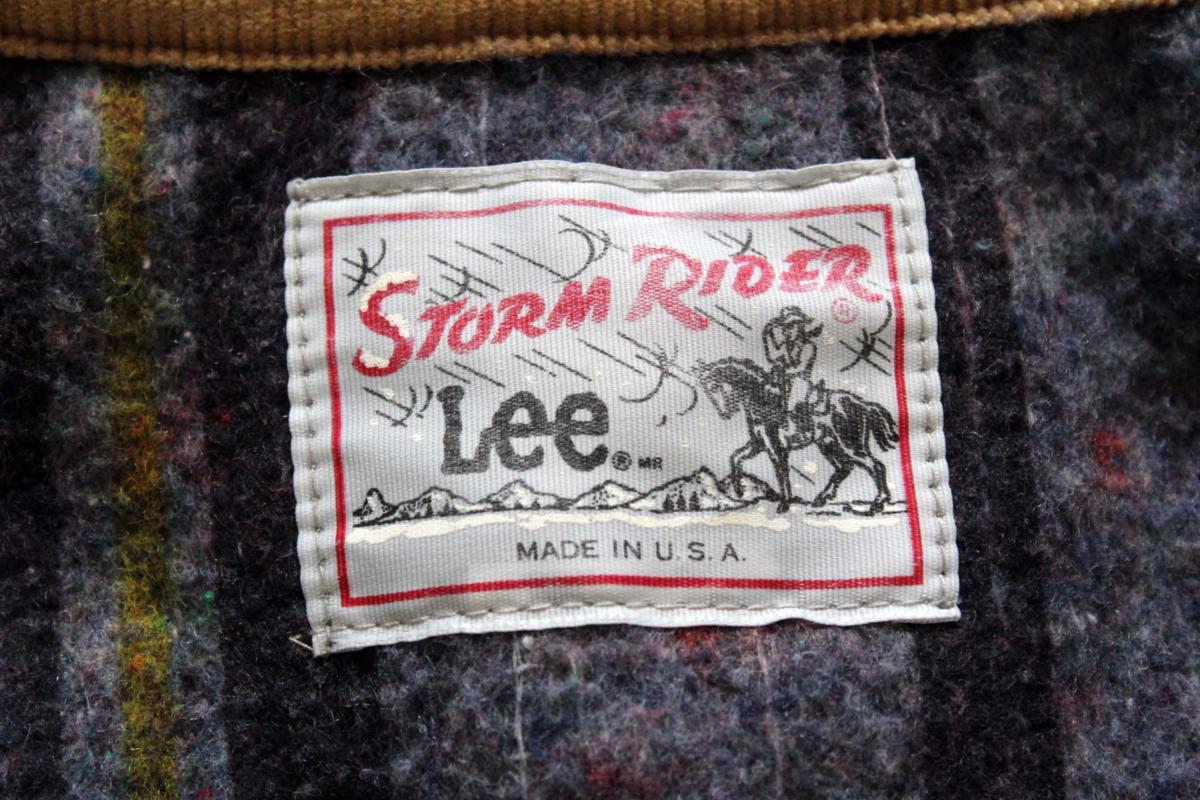 STORM RIDER ®
Lee ® MR
MADE IN U.S.A.